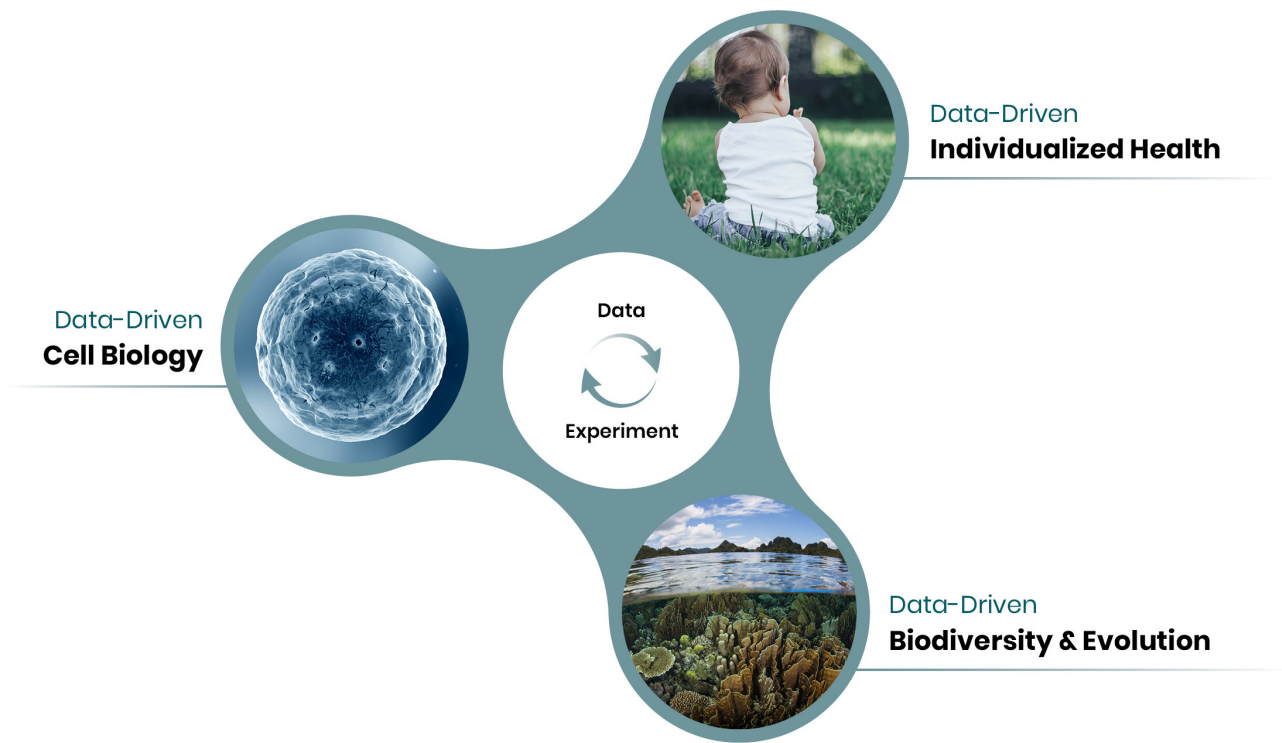 Data-Driven
Individualized Health
Data
Experiment
Data-Driven
Cell Biology
Data-Driven
Biodiversity & Evolution